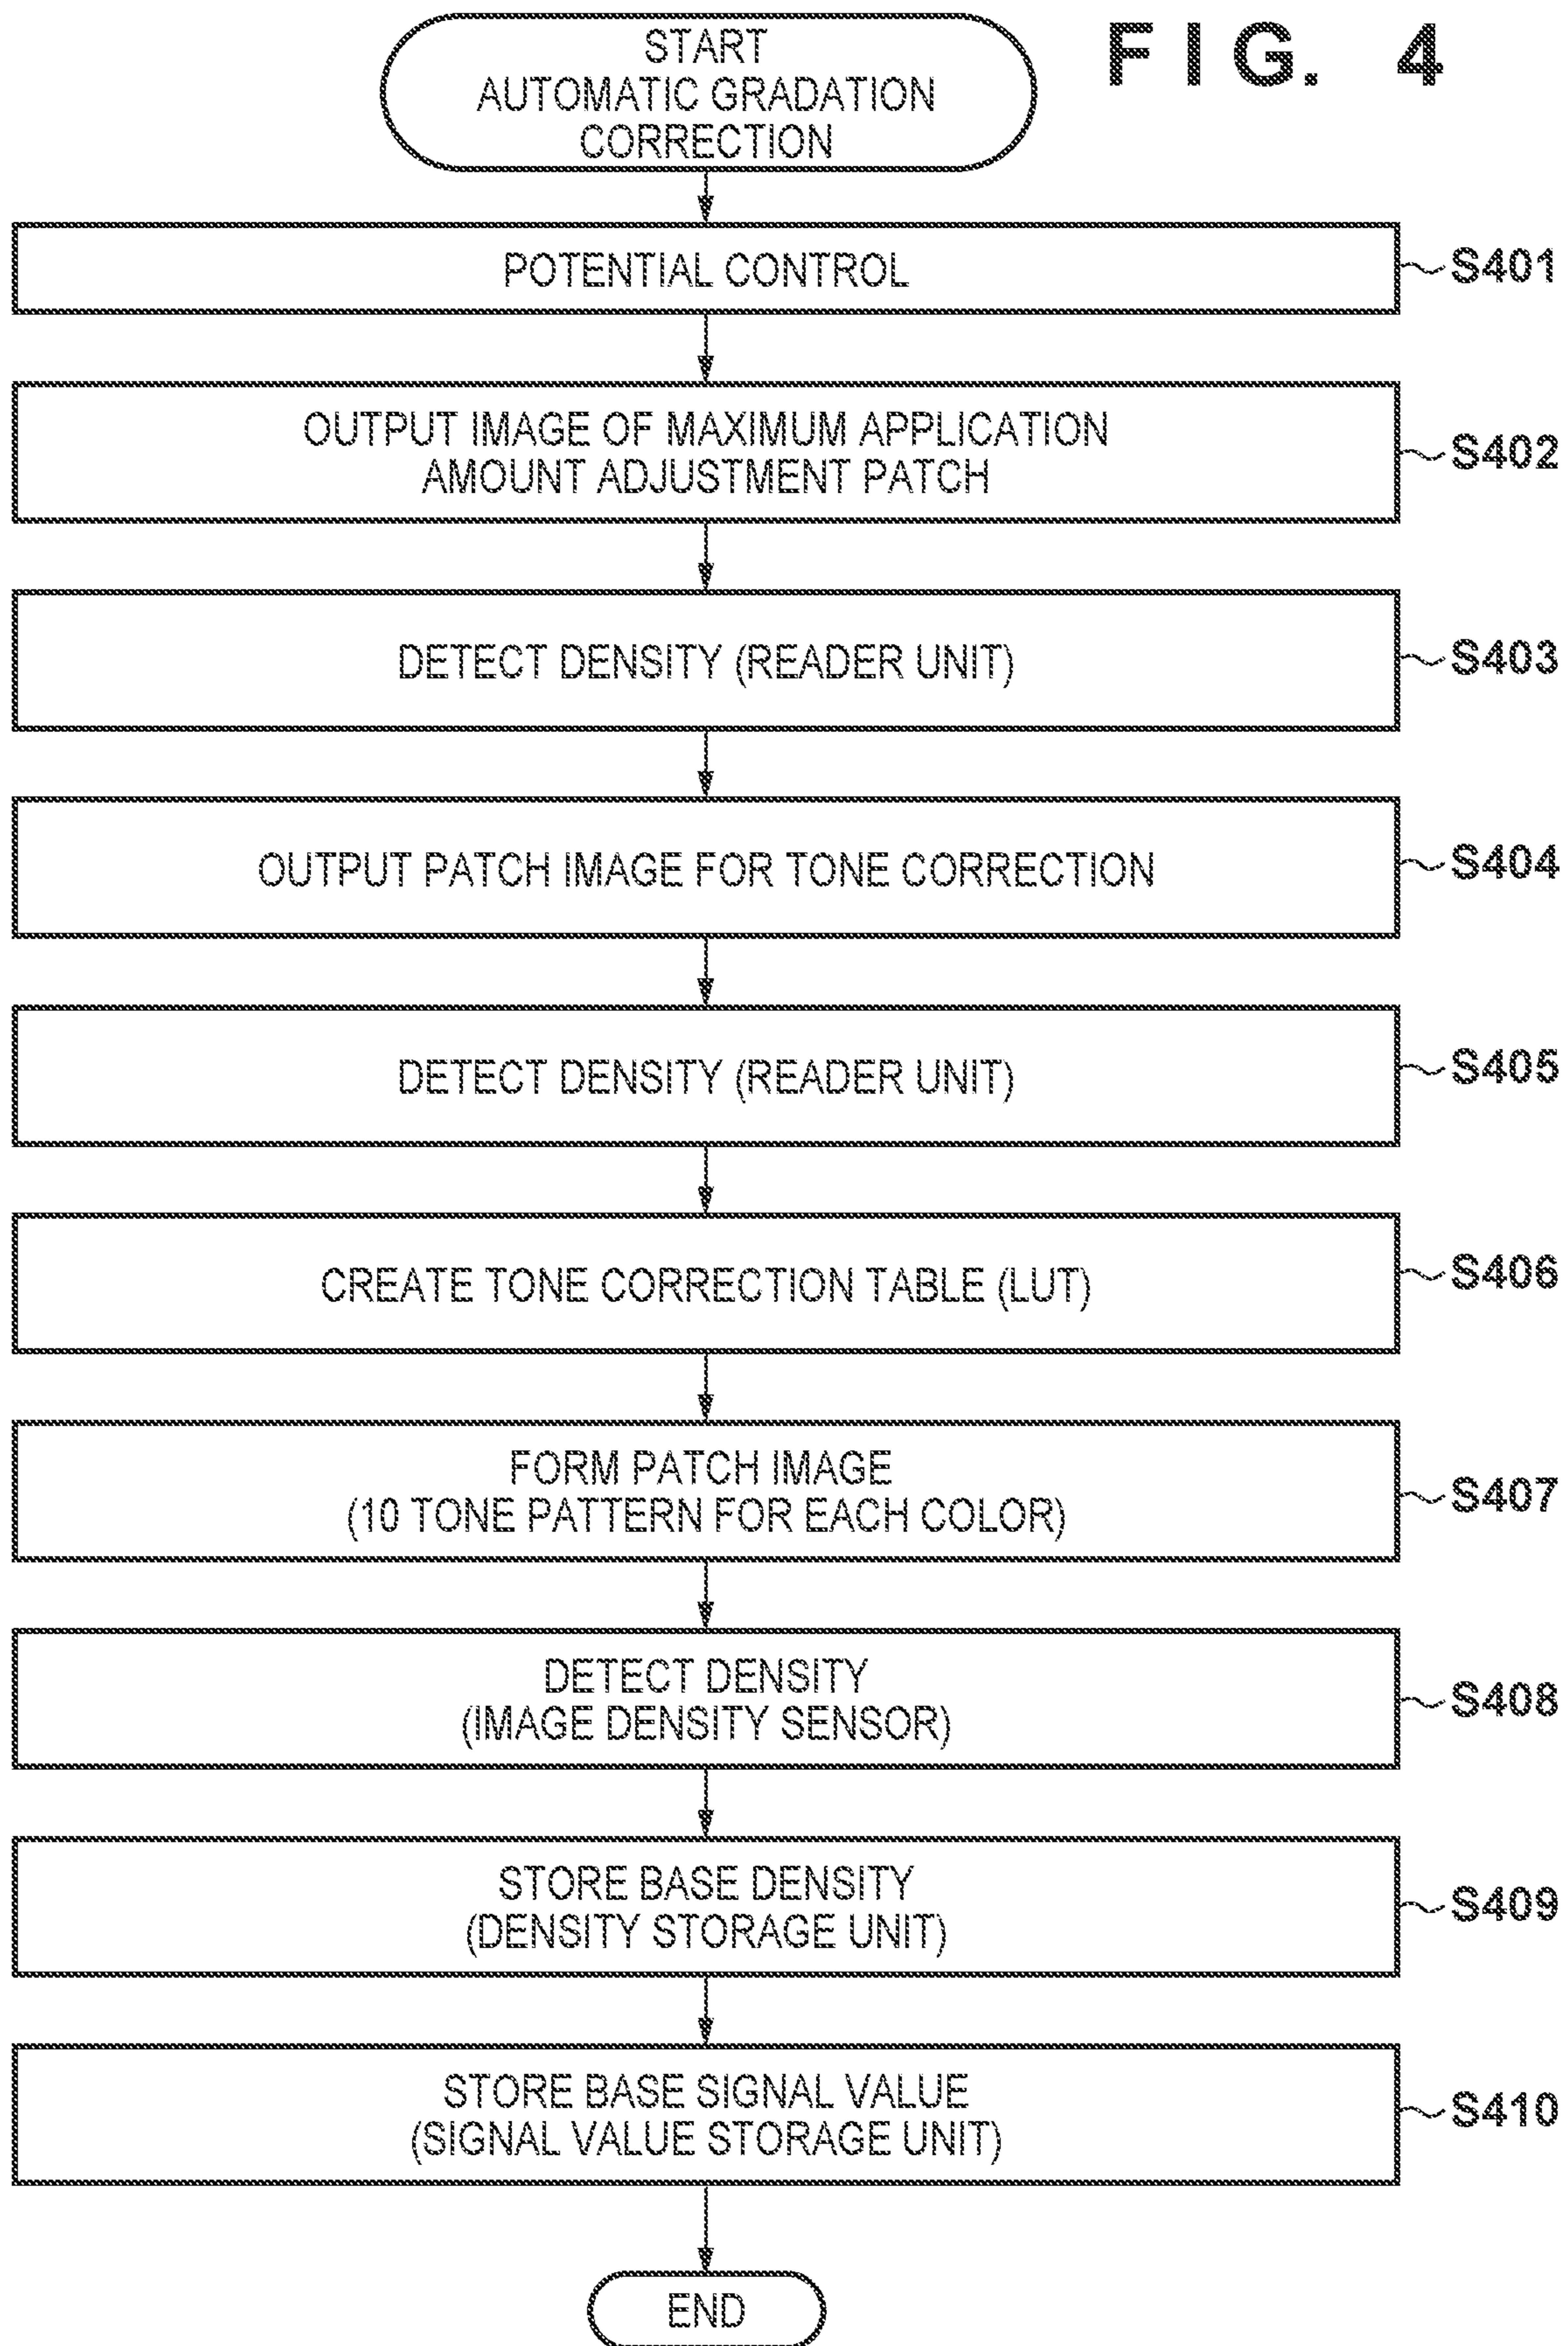 FIG. 4
START
AUTOMATIC GRADATION
CORRECTION
POTENTIAL CONTROL
S401
OUTPUT IMAGE OF MAXIMUM APPLICATION
AMOUNT ADJUSTMENT PATCH
S402
DETECT DENSITY (READER UNIT)
S403
OUTPUT PATCH IMAGE FOR TONE CORRECTION
S404
DETECT DENSITY (READER UNIT)
S405
CREATE TONE CORRECTION TABLE (LUT)
S406
FORM PATCH IMAGE
(10 TONE PATTERN FOR EACH COLOR)
S407
DETECT DENSITY
(IMAGE DENSITY SENSOR)
S408
STORE BASE DENSITY
(DENSITY STORAGE UNIT)
S409
STORE BASE SIGNAL VALUE
(SIGNAL VALUE STORAGE UNIT)
S410
END